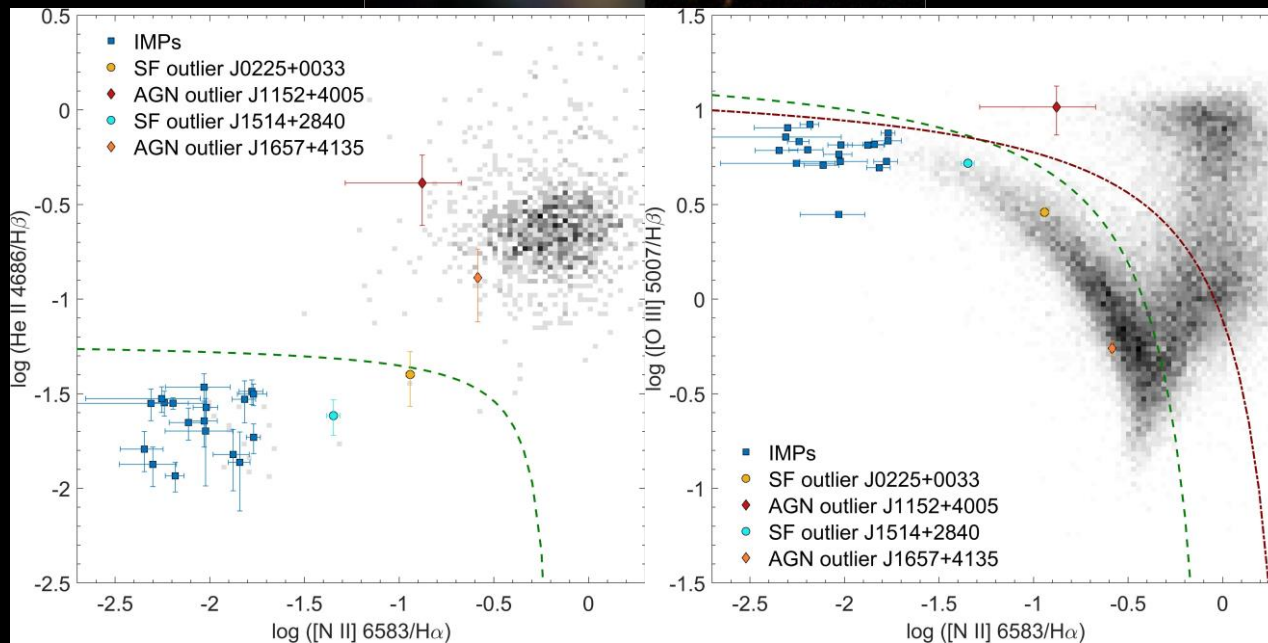 0.5
0
-0.5
-1
-1.5
-2
-2.5
log (He II 4686/Hβ)
IMPs
SF outlier J0225+0033
AGN outlier J1152+4005
SF outlier J1514+2840
AGN outlier J1657+4135
-2.5
-2
-1.5
-1
-0.5
0
log ([N II] 6583/Hα)
1.5
1
0.5
0
-0.5
-1
-1.5
log ([O III] 5007/Hβ)
IMPs
SF outlier J0225+0033
AGN outlier J1152+4005
SF outlier J1514+2840
AGN outlier J1657+4135
-2.5
-2
-1.5
-1
-0.5
0
log ([N II] 6583/Hα)